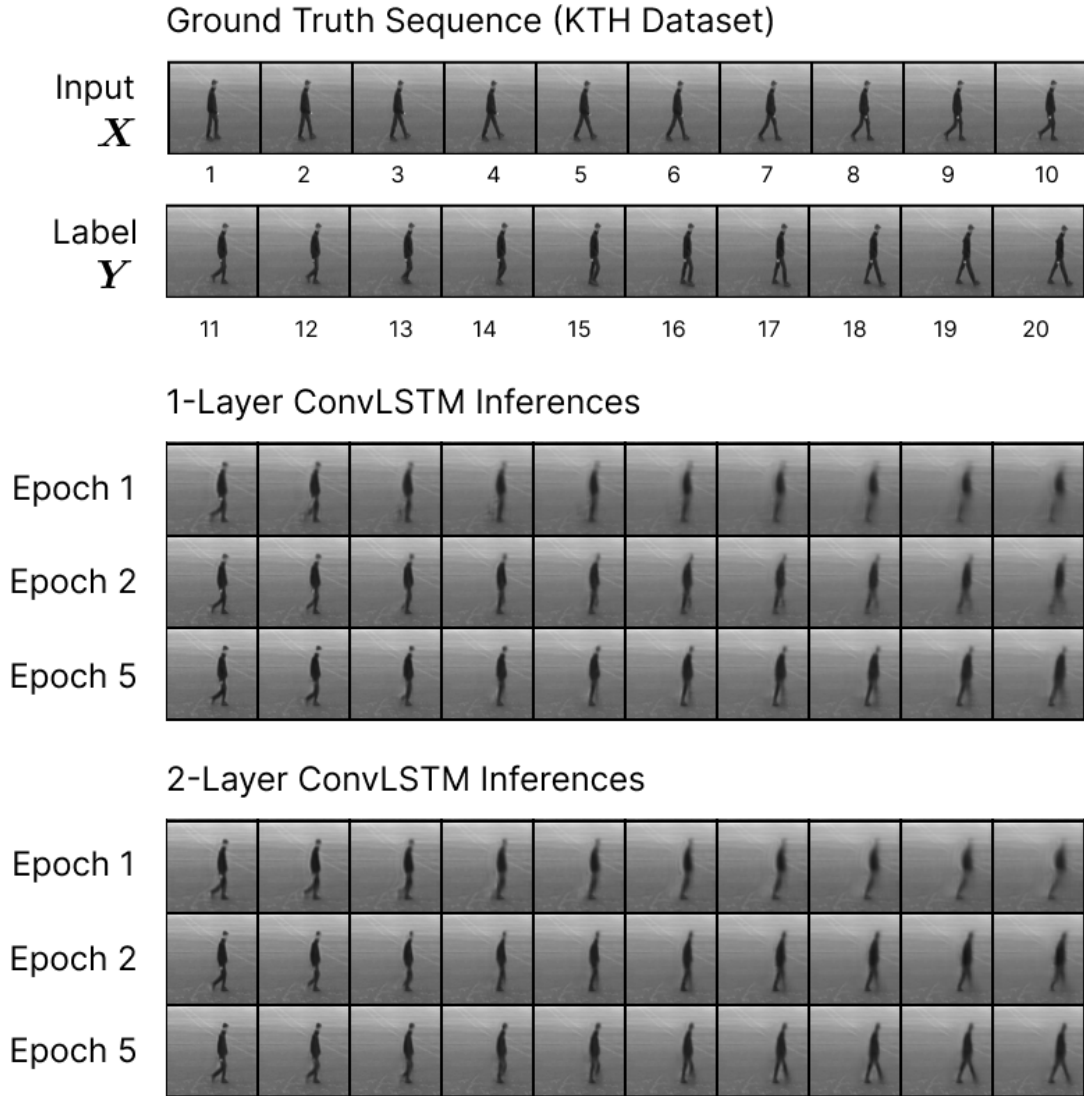 Ground Truth Sequence (KTH Dataset)
Input
X
1 2 3 4 5 6 7 8 9 10
Label
Y
11 12 13 14 15 16 17 18 19 20
1-Layer ConvLSTM Inferences
Epoch 1
Epoch 2
Epoch 5
2-Layer ConvLSTM Inferences
Epoch 1
Epoch 2
Epoch 5